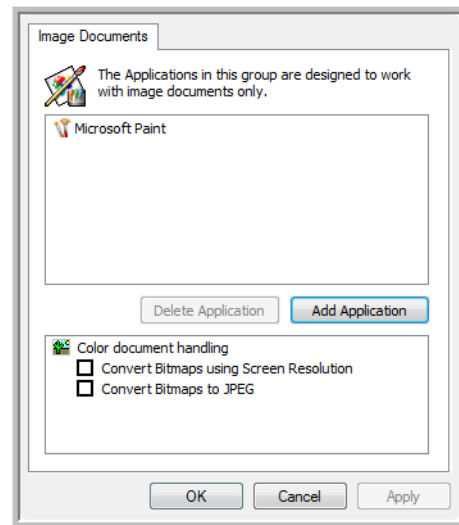 Image Documents
The Applications in this group are designed to work
with image documents only.
Microsoft Paint
Delete Application
Add Application
Color document handling
Convert Bitmaps using Screen Resolution
Convert Bitmaps to JPEG
OK
Cancel
Apply